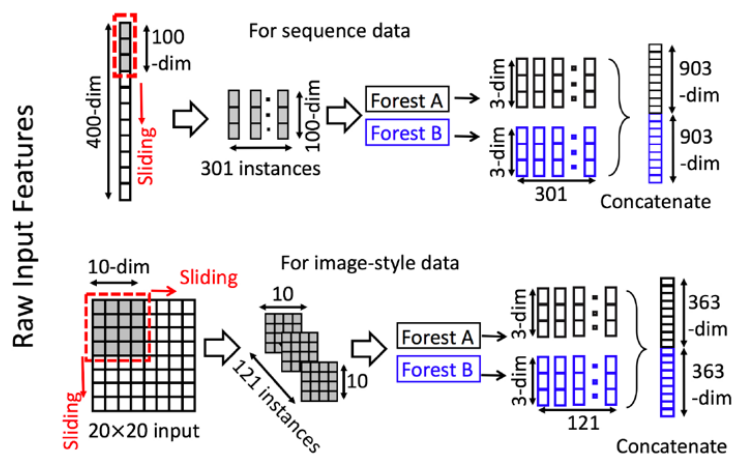 Raw Input Features
For sequence data
400-dim
100
-dim
Sliding
301 instances
100-dim
Forest A
Forest B
3-dim
3-dim
301
903
-dim
903
-dim
Concatenate
For image-style data
10-dim
Sliding
Sliding
20×20 input
10
10
121 instances
Forest A
Forest B
3-dim
3-dim
121
363
-dim
363
-dim
Concatenate